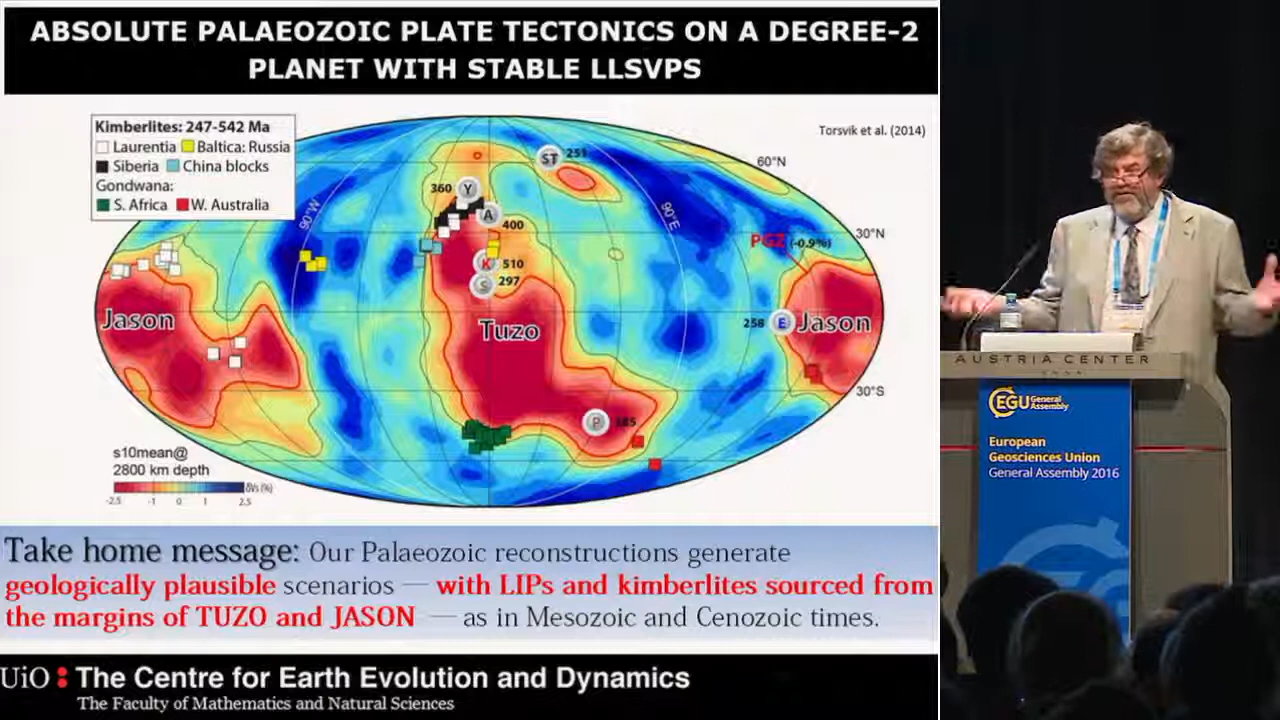 ABSOLUTE PALAEOZOIC PLATE TECTONICS ON A DEGREE-2
PLANET WITH STABLE LLSVPS
Kimberlites: 247-542 Ma
Laurentia Baltica: Russia
Siberia China blocks
Gondwana:
S. Africa W. Australia
Torsvik et al. (2014)
ST 251
60°N
360 Y
A
400
90°W
90°E
30°N
PGZ (-0.9%)
K 510
S 297
Jason
Tuzo
258 E Jason
30°S
P 385
s10mean@
2800 km depth
δVs (%)
-2.5 -1 0 1 2.5
Take home message: Our Palaeozoic reconstructions generate
geologically plausible scenarios — with LIPs and kimberlites sourced from
the margins of TUZO and JASON — as in Mesozoic and Cenozoic times.
UiO The Centre for Earth Evolution and Dynamics
The Faculty of Mathematics and Natural Sciences
AUSTRIA CENTER
EGU General
Assembly
European
Geosciences Union
General Assembly 2016